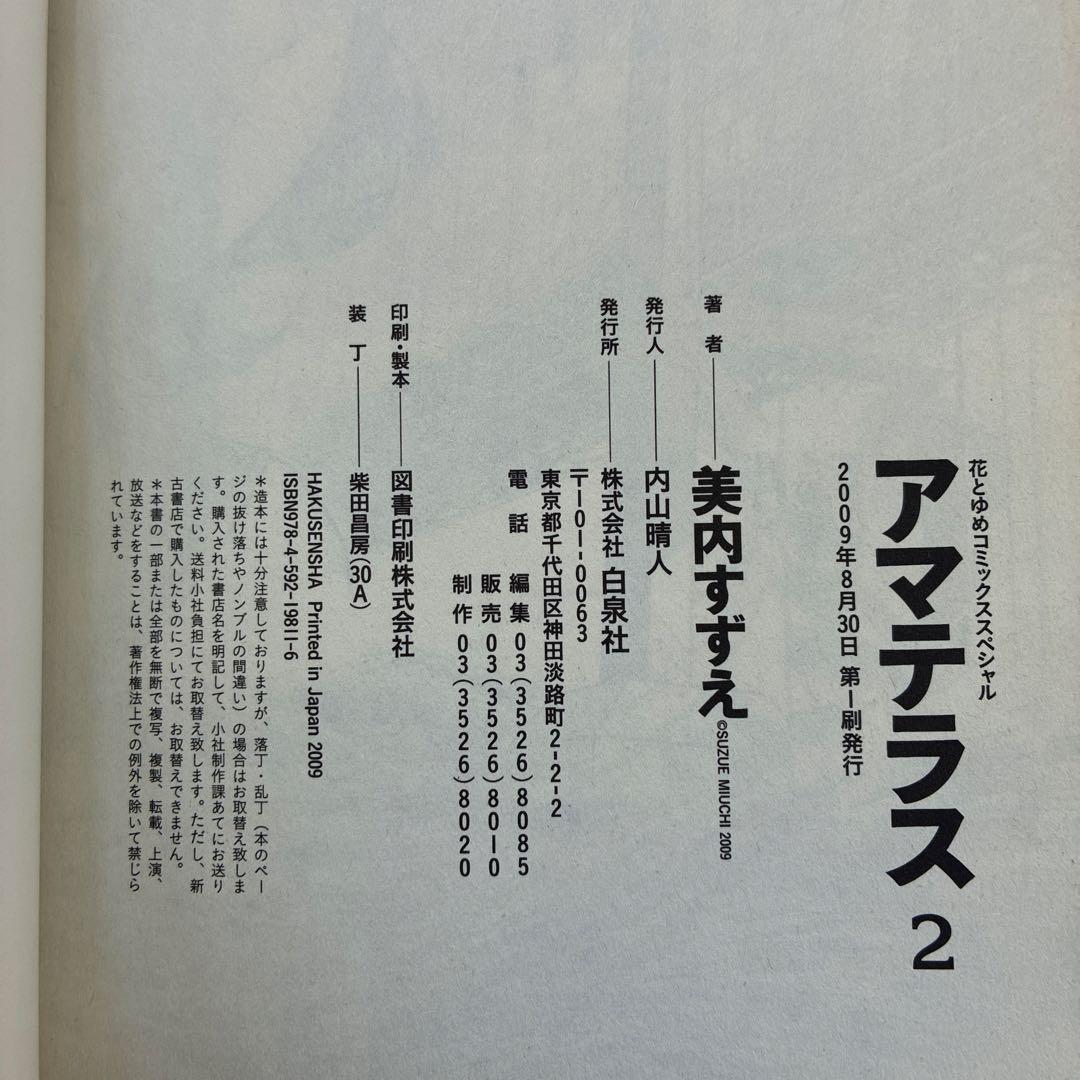 花とゆめコミックススペシャル
アマテラス 2
2009年8月30日 第1刷発行
著者――美内すずえ ©SUZUE MIUCHI 2009
発行人――内山晴人
発行所――株式会社 白泉社
〒101-0063
東京都千代田区神田淡路町2-2-2
電話 編集 03(3526)8085
販売 03(3526)8010
制作 03(3526)8020
印刷・製本――図書印刷株式会社
装丁――柴田昌房(30A)
HAKUSENSHA Printed in Japan 2009
ISBN978-4-592-19811-6
＊造本には十分注意しておりますが、落丁・乱丁（本のペー
ジの抜け落ちやノンブルの間違い）の場合はお取替え致しま
す。購入された書店名を明記して、小社制作課あてにお送り
ください。送料小社負担にてお取替え致します。ただし、新
古書店で購入したものについては、お取替えできません。
＊本書の一部または全部を無断で複写、複製、転載、上演、
放送などをすることは、著作権法上での例外を除いて禁じら
れています。